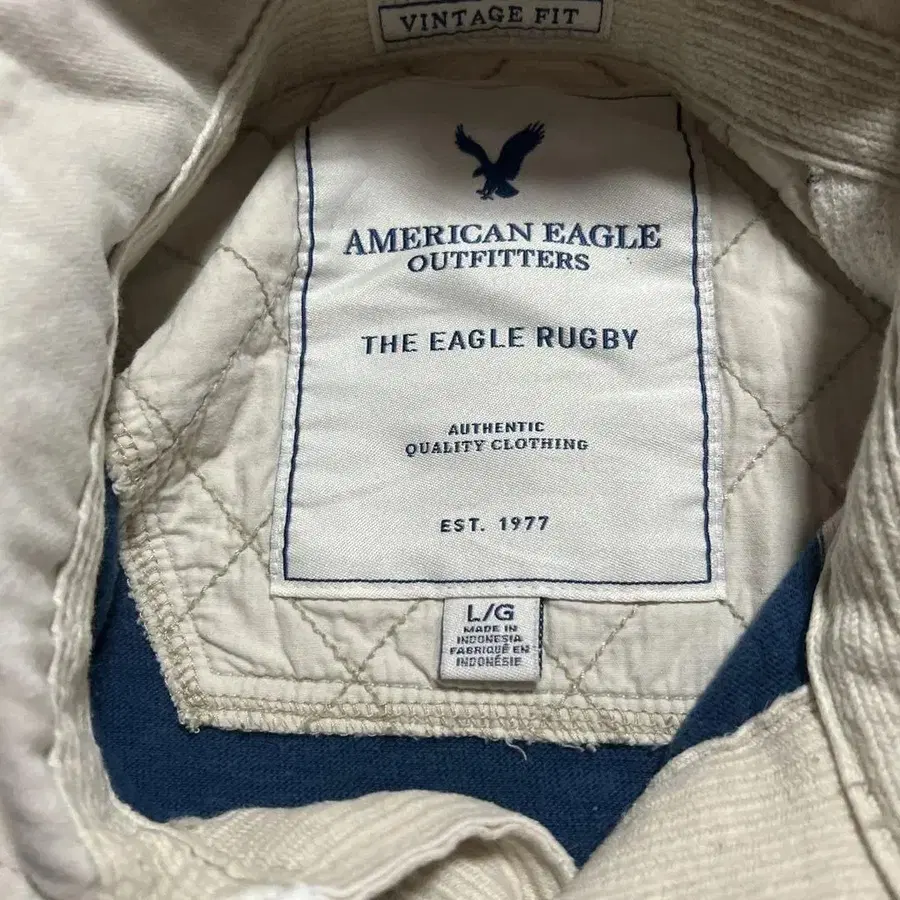 VINTAGE FIT
AMERICAN EAGLE
OUTFITTERS
THE EAGLE RUGBY
AUTHENTIC
QUALITY CLOTHING
EST. 1977
L/G
MADE IN
INDONESIA
FABRIQUÉ EN
INDONÉSIE